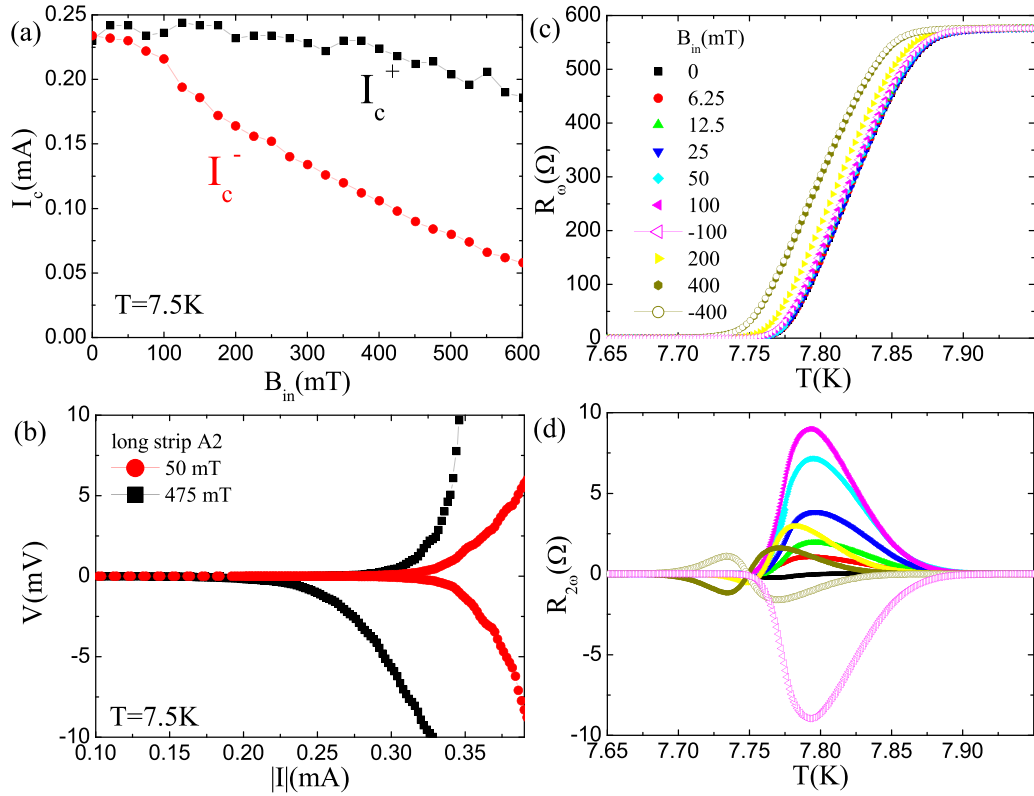 (a)
0.25
0.20
0.15
0.10
0.05
0.00
I_c(mA)
I_c^+
I_c^-
T=7.5K
0 100 200 300 400 500 600
B_in(mT)
(b)
10
5
0
-5
-10
V(mV)
long strip A2
50 mT
475 mT
T=7.5K
0.10 0.15 0.20 0.25 0.30 0.35
|I|(mA)
(c)
600
500
400
300
200
100
0
R_ω(Ω)
B_in(mT)
0
6.25
12.5
25
50
100
-100
200
400
-400
7.65 7.70 7.75 7.80 7.85 7.90
T(K)
(d)
10
5
0
-5
-10
R_2ω(Ω)
7.65 7.70 7.75 7.80 7.85 7.90
T(K)